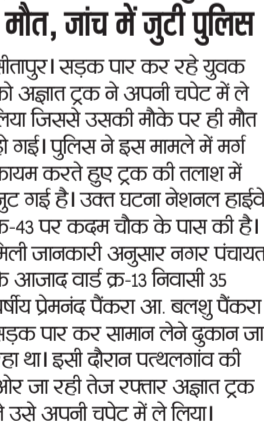 मौत, जांच में जुटी पुलिस
सीतापुर। सड़क पार कर रहे युवक
को अज्ञात ट्रक ने अपनी चपेट में ले
लिया जिससे उसकी मौके पर ही मौत
हो गई। पुलिस ने इस मामले में मर्ग
कायम करते हुए ट्रक की तलाश में
जुट गई है। उक्त घटना नेशनल हाईवे
क-43 पर कदम चौक के पास की है।
मिली जानकारी अनुसार नगर पंचायत
के आजाद वार्ड क्र-13 निवासी 35
वर्षीय प्रेमनंद पैंकरा आ. बलशु पैंकरा
सड़क पार कर सामान लेने दुकान जा
रहा था। इसी दौरान पत्थलगांव की
ओर जा रही तेज रफ्तार अज्ञात ट्रक
ने उसे अपनी चपेट में ले लिया।